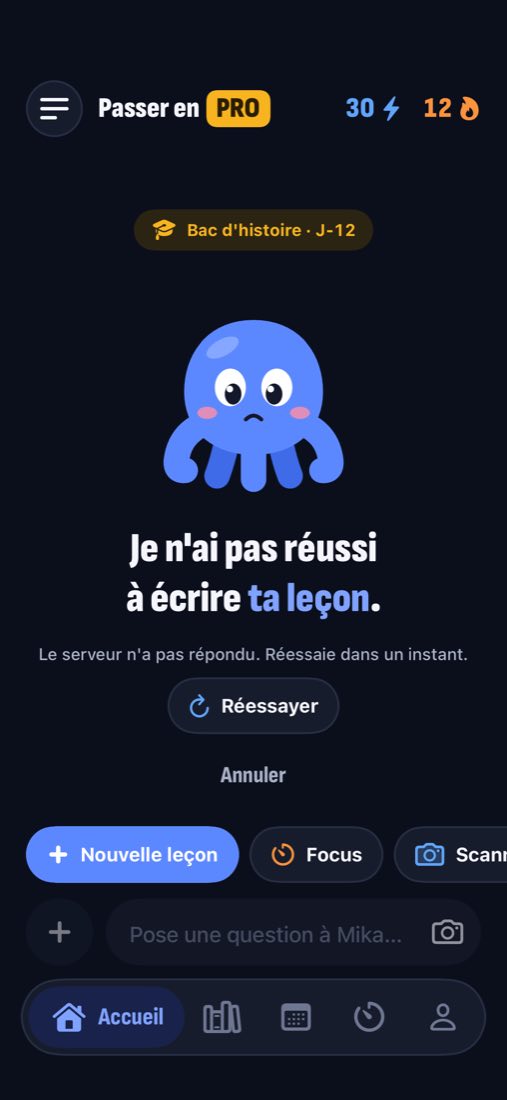 Passer en PRO
30
12
Bac d'histoire · J-12
Je n'ai pas réussi
à écrire ta leçon.
Le serveur n'a pas répondu. Réessaie dans un instant.
Réessayer
Annuler
Nouvelle leçon
Focus
Scann
Pose une question à Mika...
Accueil